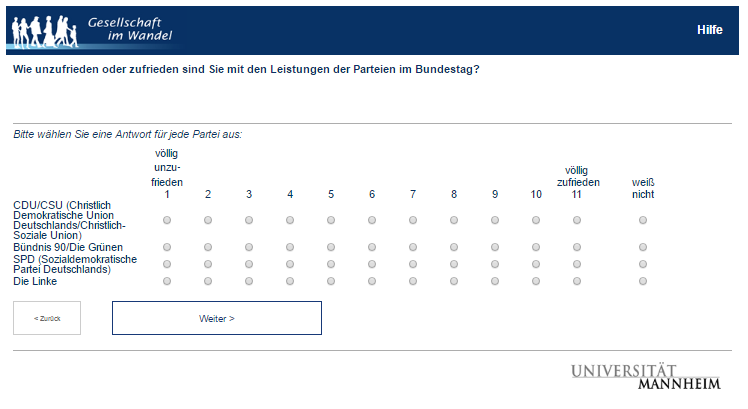 Gesellschaft
im Wandel
Hilfe
Wie unzufrieden oder zufrieden sind Sie mit den Leistungen der Parteien im Bundestag?
Bitte wählen Sie eine Antwort für jede Partei aus:
völlig
unzu-
frieden
1
2
3
4
5
6
7
8
9
10
völlig
zufrieden
11
weiß
nicht
CDU/CSU (Christlich
Demokratische Union
Deutschlands/Christlich-
Soziale Union)
Bündnis 90/Die Grünen
SPD (Sozialdemokratische
Partei Deutschlands)
Die Linke
< Zurück
Weiter >
UNIVERSITÄT
MANNHEIM